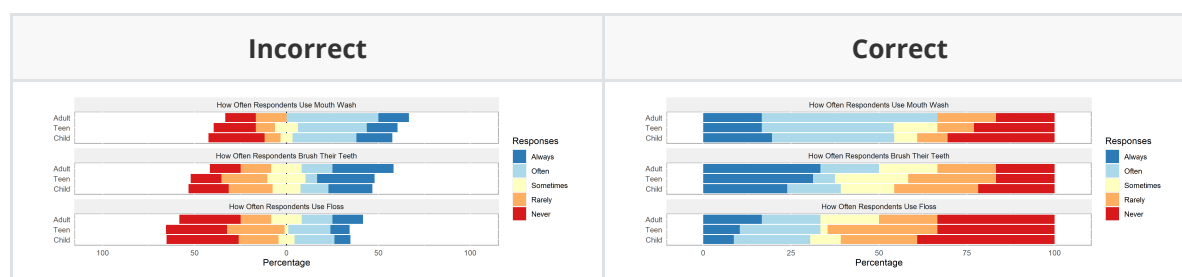 Incorrect
Correct
How Often Respondents Use Mouth Wash
Adult
Teen
Child
How Often Respondents Brush Their Teeth
Adult
Teen
Child
How Often Respondents Use Floss
Adult
Teen
Child
100 50 0 50 100
Percentage
Responses
Always
Often
Sometimes
Rarely
Never
How Often Respondents Use Mouth Wash
Adult
Teen
Child
How Often Respondents Brush Their Teeth
Adult
Teen
Child
How Often Respondents Use Floss
Adult
Teen
Child
0 25 50 75 100
Percentage
Responses
Always
Often
Sometimes
Rarely
Never